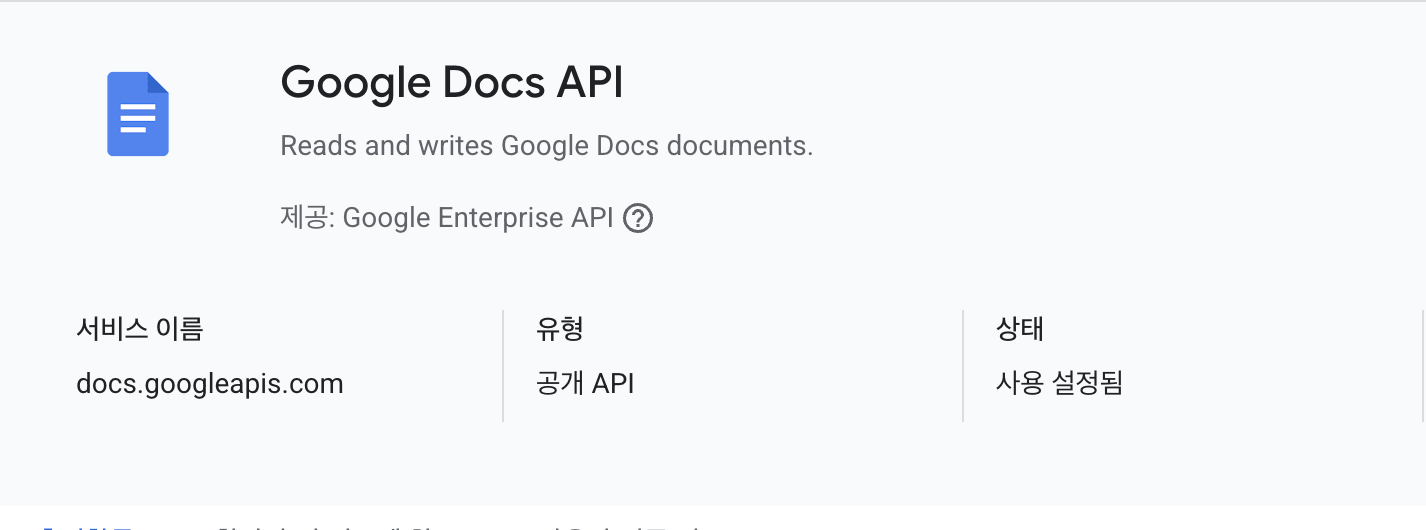 Google Docs API
Reads and writes Google Docs documents.
제공: Google Enterprise API
서비스 이름
유형
상태
docs.googleapis.com
공개 API
사용 설정됨